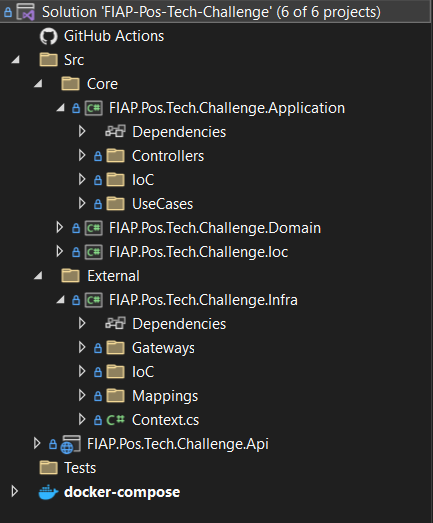 Solution 'FIAP-Pos-Tech-Challenge' (6 of 6 projects)
GitHub Actions
Src
Core
C# FIAP.Pos.Tech.Challenge.Application
Dependencies
Controllers
IoC
UseCases
C# FIAP.Pos.Tech.Challenge.Domain
C# FIAP.Pos.Tech.Challenge.Ioc
External
C# FIAP.Pos.Tech.Challenge.Infra
Dependencies
Gateways
IoC
Mappings
C# Context.cs
FIAP.Pos.Tech.Challenge.Api
Tests
docker-compose